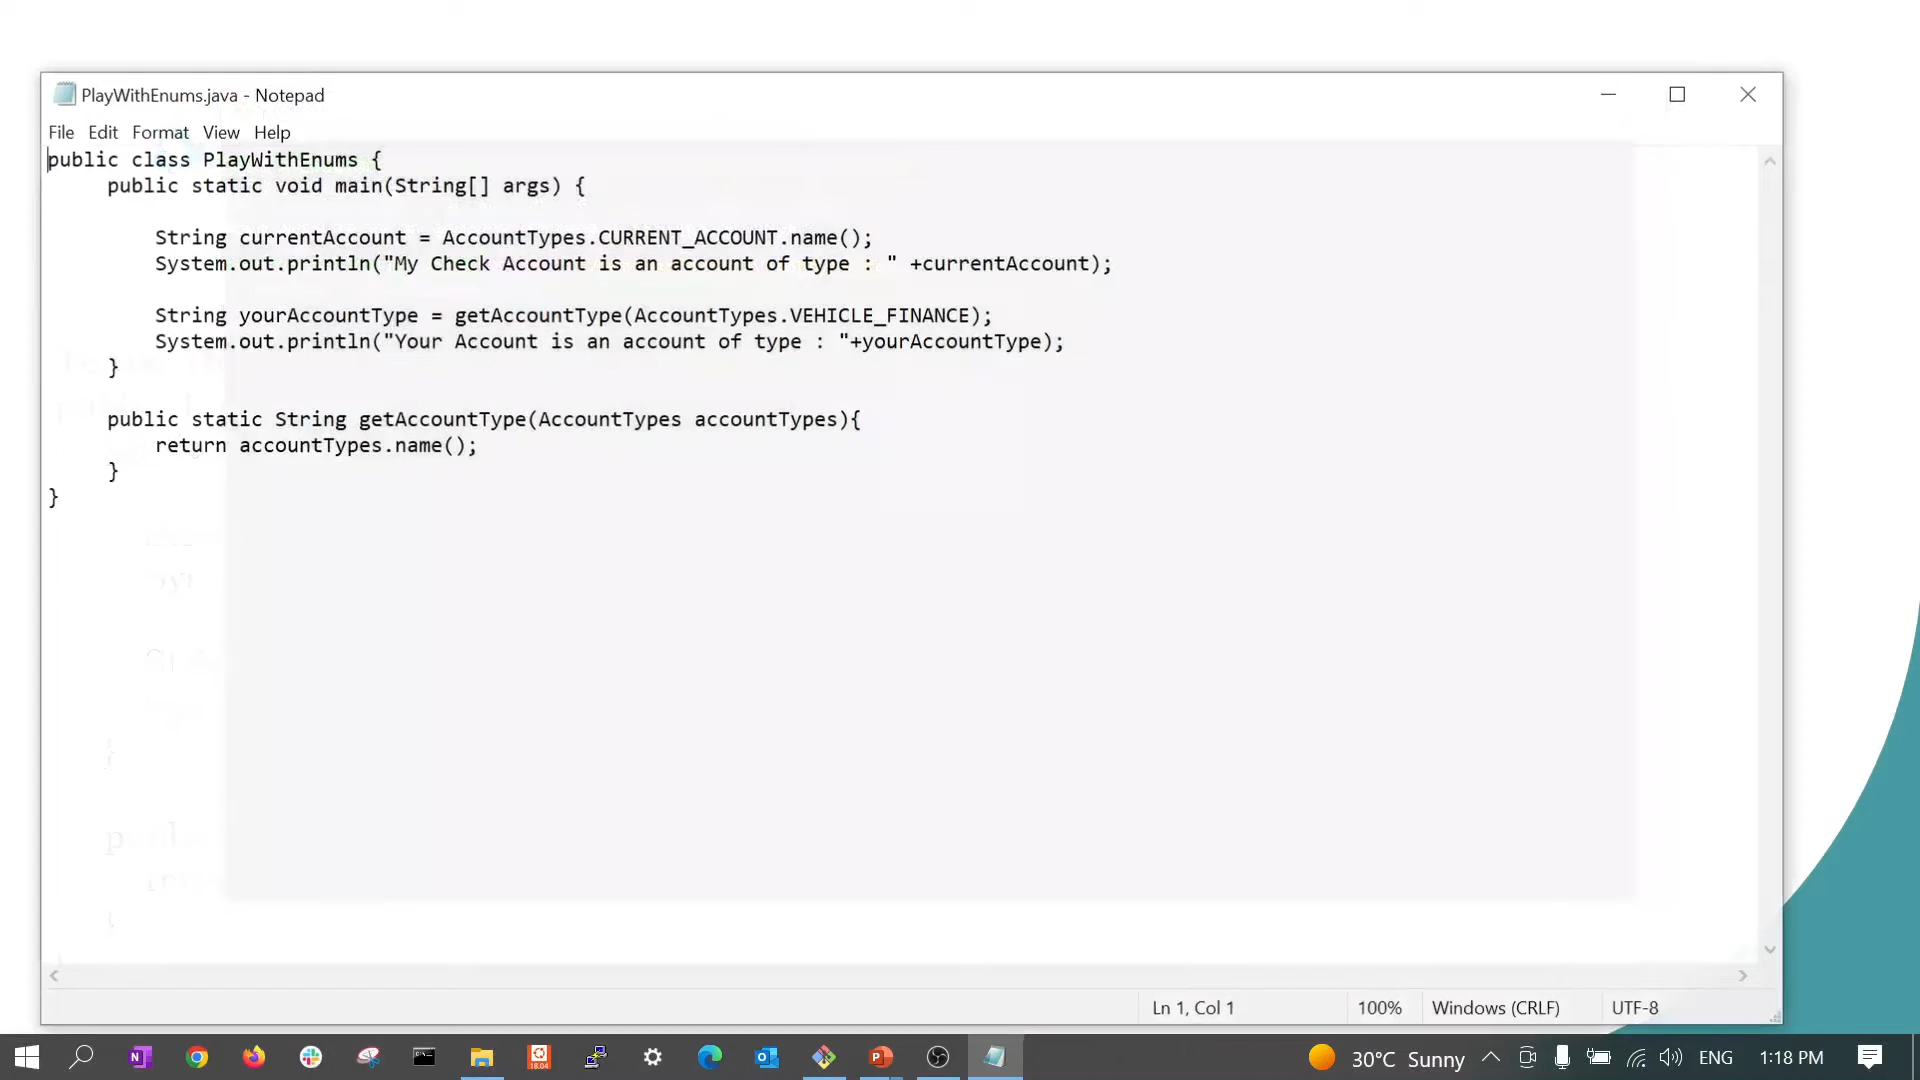 PlayWithEnums.java - Notepad
File Edit Format View Help
public class PlayWithEnums {
public static void main(String[] args) {
String currentAccount = AccountTypes.CURRENT_ACCOUNT.name();
System.out.println("My Check Account is an account of type : " +currentAccount);
String yourAccountType = getAccountType(AccountTypes.VEHICLE_FINANCE);
System.out.println("Your Account is an account of type : "+yourAccountType);
}
public static String getAccountType(AccountTypes accountTypes){
return accountTypes.name();
}
}
Ln 1, Col 1 100% Windows (CRLF) UTF-8
18.04
30°C Sunny ENG 1:18 PM